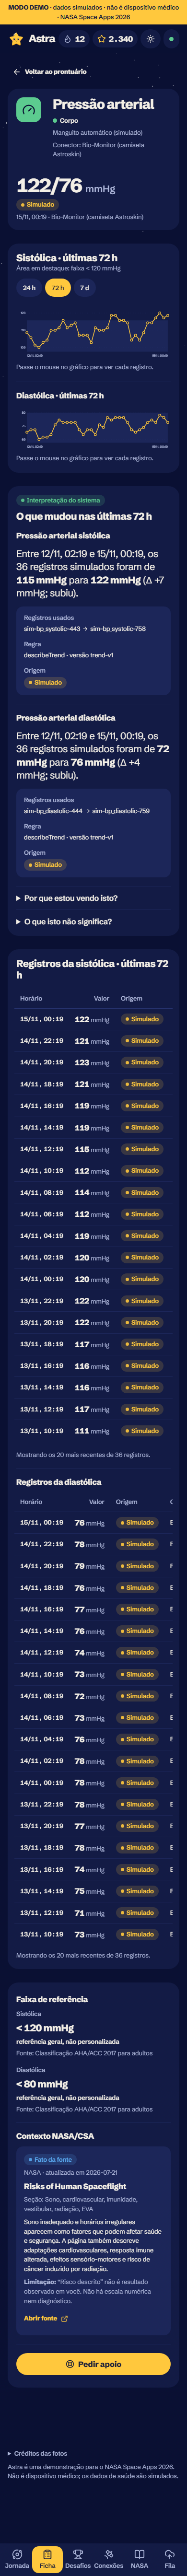 MODO DEMO · dados simulados · não é dispositivo médico
· NASA Space Apps 2026
Astra
12
2.340
Voltar ao prontuário
Pressão arterial
Corpo
Manguito automático (simulado)
Conector: Bio-Monitor (camiseta
Astroskin)
122/76 mmHg
Simulado
15/11, 00:19 · Bio-Monitor (camiseta Astroskin)
Sistólica · últimas 72 h
Área em destaque: faixa < 120 mmHg
24 h
72 h
7 d
Passe o mouse no gráfico para ver cada registro.
Diastólica · últimas 72 h
Passe o mouse no gráfico para ver cada registro.
Interpretação do sistema
O que mudou nas últimas 72 h
Pressão arterial sistólica
Entre 12/11, 02:19 e 15/11, 00:19, os
36 registros simulados foram de
115 mmHg para 122 mmHg (Δ +7
mmHg; subiu).
Registros usados
sim-bp_systolic-443 → sim-bp_systolic-758
Regra
describeTrend · versão trend-v1
Origem
Simulado
Pressão arterial diastólica
Entre 12/11, 02:19 e 15/11, 00:19, os
36 registros simulados foram de 72
mmHg para 76 mmHg (Δ +4
mmHg; subiu).
Registros usados
sim-bp_diastolic-444 → sim-bp_diastolic-759
Regra
describeTrend · versão trend-v1
Origem
Simulado
Por que estou vendo isto?
O que isto não significa?
Registros da sistólica · últimas 72
h
Horário Valor Origem
15/11, 00:19 122 mmHg Simulado
14/11, 22:19 121 mmHg Simulado
14/11, 20:19 123 mmHg Simulado
14/11, 18:19 121 mmHg Simulado
14/11, 16:19 119 mmHg Simulado
14/11, 14:19 119 mmHg Simulado
14/11, 12:19 115 mmHg Simulado
14/11, 10:19 112 mmHg Simulado
14/11, 08:19 114 mmHg Simulado
14/11, 06:19 112 mmHg Simulado
14/11, 04:19 119 mmHg Simulado
14/11, 02:19 120 mmHg Simulado
14/11, 00:19 120 mmHg Simulado
13/11, 22:19 122 mmHg Simulado
13/11, 20:19 122 mmHg Simulado
13/11, 18:19 117 mmHg Simulado
13/11, 16:19 116 mmHg Simulado
13/11, 14:19 116 mmHg Simulado
13/11, 12:19 117 mmHg Simulado
13/11, 10:19 111 mmHg Simulado
Mostrando os 20 mais recentes de 36 registros.
Registros da diastólica
Horário Valor Origem
15/11, 00:19 76 mmHg Simulado
14/11, 22:19 78 mmHg Simulado
14/11, 20:19 79 mmHg Simulado
14/11, 18:19 76 mmHg Simulado
14/11, 16:19 77 mmHg Simulado
14/11, 14:19 76 mmHg Simulado
14/11, 12:19 74 mmHg Simulado
14/11, 10:19 73 mmHg Simulado
14/11, 08:19 72 mmHg Simulado
14/11, 06:19 73 mmHg Simulado
14/11, 04:19 76 mmHg Simulado
14/11, 02:19 78 mmHg Simulado
14/11, 00:19 78 mmHg Simulado
13/11, 22:19 78 mmHg Simulado
13/11, 20:19 77 mmHg Simulado
13/11, 18:19 78 mmHg Simulado
13/11, 16:19 74 mmHg Simulado
13/11, 14:19 75 mmHg Simulado
13/11, 12:19 71 mmHg Simulado
13/11, 10:19 73 mmHg Simulado
Mostrando os 20 mais recentes de 36 registros.
Faixa de referência
Sistólica
< 120 mmHg
referência geral, não personalizada
Fonte: Classificação AHA/ACC 2017 para adultos
Diastólica
< 80 mmHg
referência geral, não personalizada
Fonte: Classificação AHA/ACC 2017 para adultos
Contexto NASA/CSA
Fato da fonte
NASA · atualizada em 2026-07-21
Risks of Human Spaceflight
Seção: Sono, cardiovascular, imunidade,
vestibular, radiação, EVA
Sono inadequado e horários irregulares
aparecem como fatores que podem afetar saúde
e segurança. A página também descreve
adaptações cardiovasculares, resposta imune
alterada, efeitos sensório-motores e risco de
câncer induzido por radiação.
Limitação: "Risco descrito" não é resultado
observado em você. Não há escala numérica
nem diagnóstico.
Abrir fonte
Pedir apoio
Créditos das fotos
Astra é uma demonstração para o NASA Space Apps 2026.
Não é dispositivo médico; os dados de saúde são simulados.
Jornada
Ficha
Desafios
Conexões
NASA
Fila